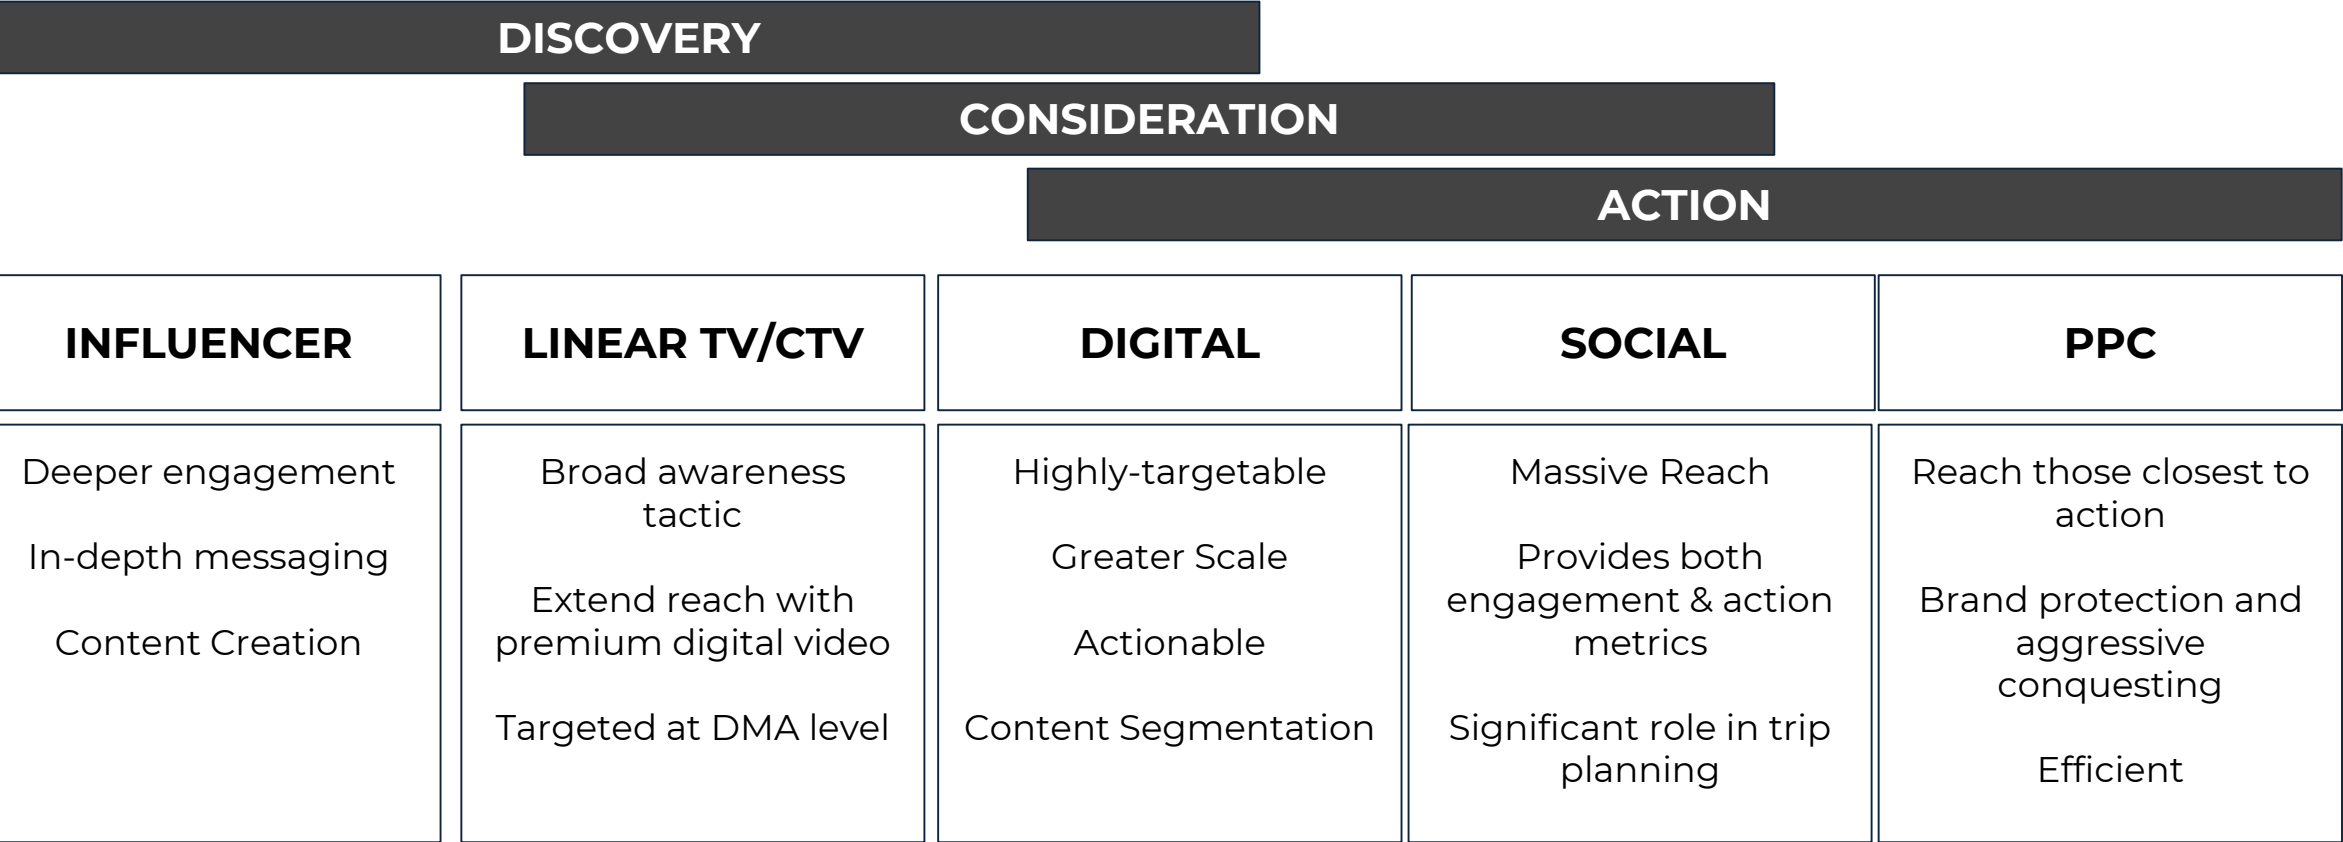 DISCOVERY
CONSIDERATION
ACTION
INFLUENCER
LINEAR TV/CTV
DIGITAL
SOCIAL
PPC
Deeper engagement
In-depth messaging
Content Creation
Broad awareness
tactic
Extend reach with
premium digital video
Targeted at DMA level
Highly-targetable
Greater Scale
Actionable
Content Segmentation
Massive Reach
Provides both
engagement & action
metrics
Significant role in trip
planning
Reach those closest to
action
Brand protection and
aggressive
conquesting
Efficient